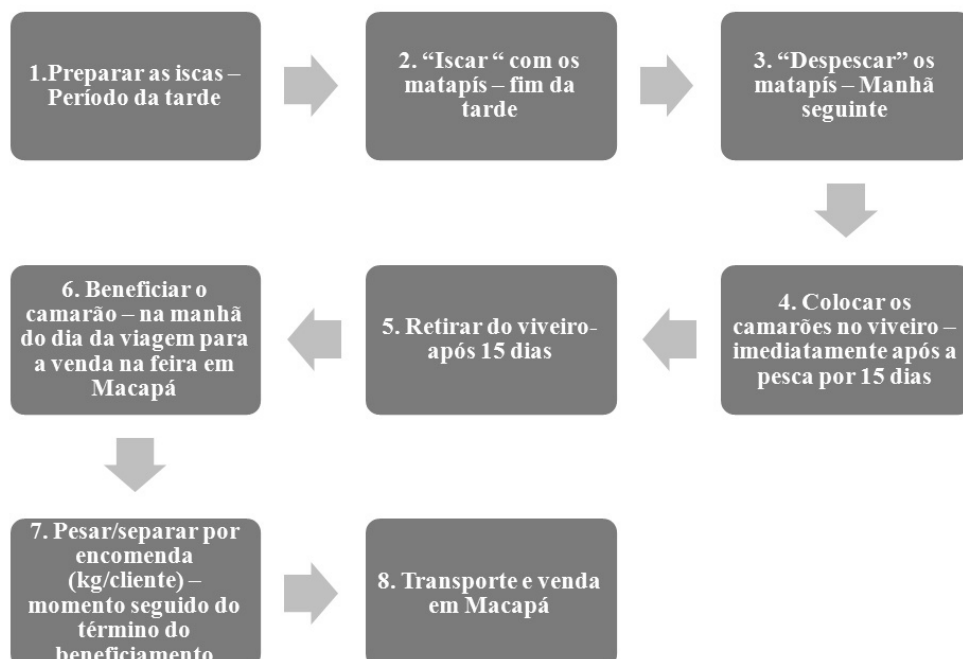 1.Preparar as iscas –
Período da tarde
2. “Iscar “ com os
matapís – fim da
tarde
3. “Despescar” os
matapís – Manhã
seguinte
4. Colocar os
camarões no viveiro –
imediatamente após a
pesca por 15 dias
5. Retirar do viveiro-
após 15 dias
6. Beneficiar o
camarão – na manhã
do dia da viagem para
a venda na feira em
Macapá
7. Pesar/separar por
encomenda
(kg/cliente) –
momento seguido do
término do
beneficiamento
8. Transporte e venda
em Macapá